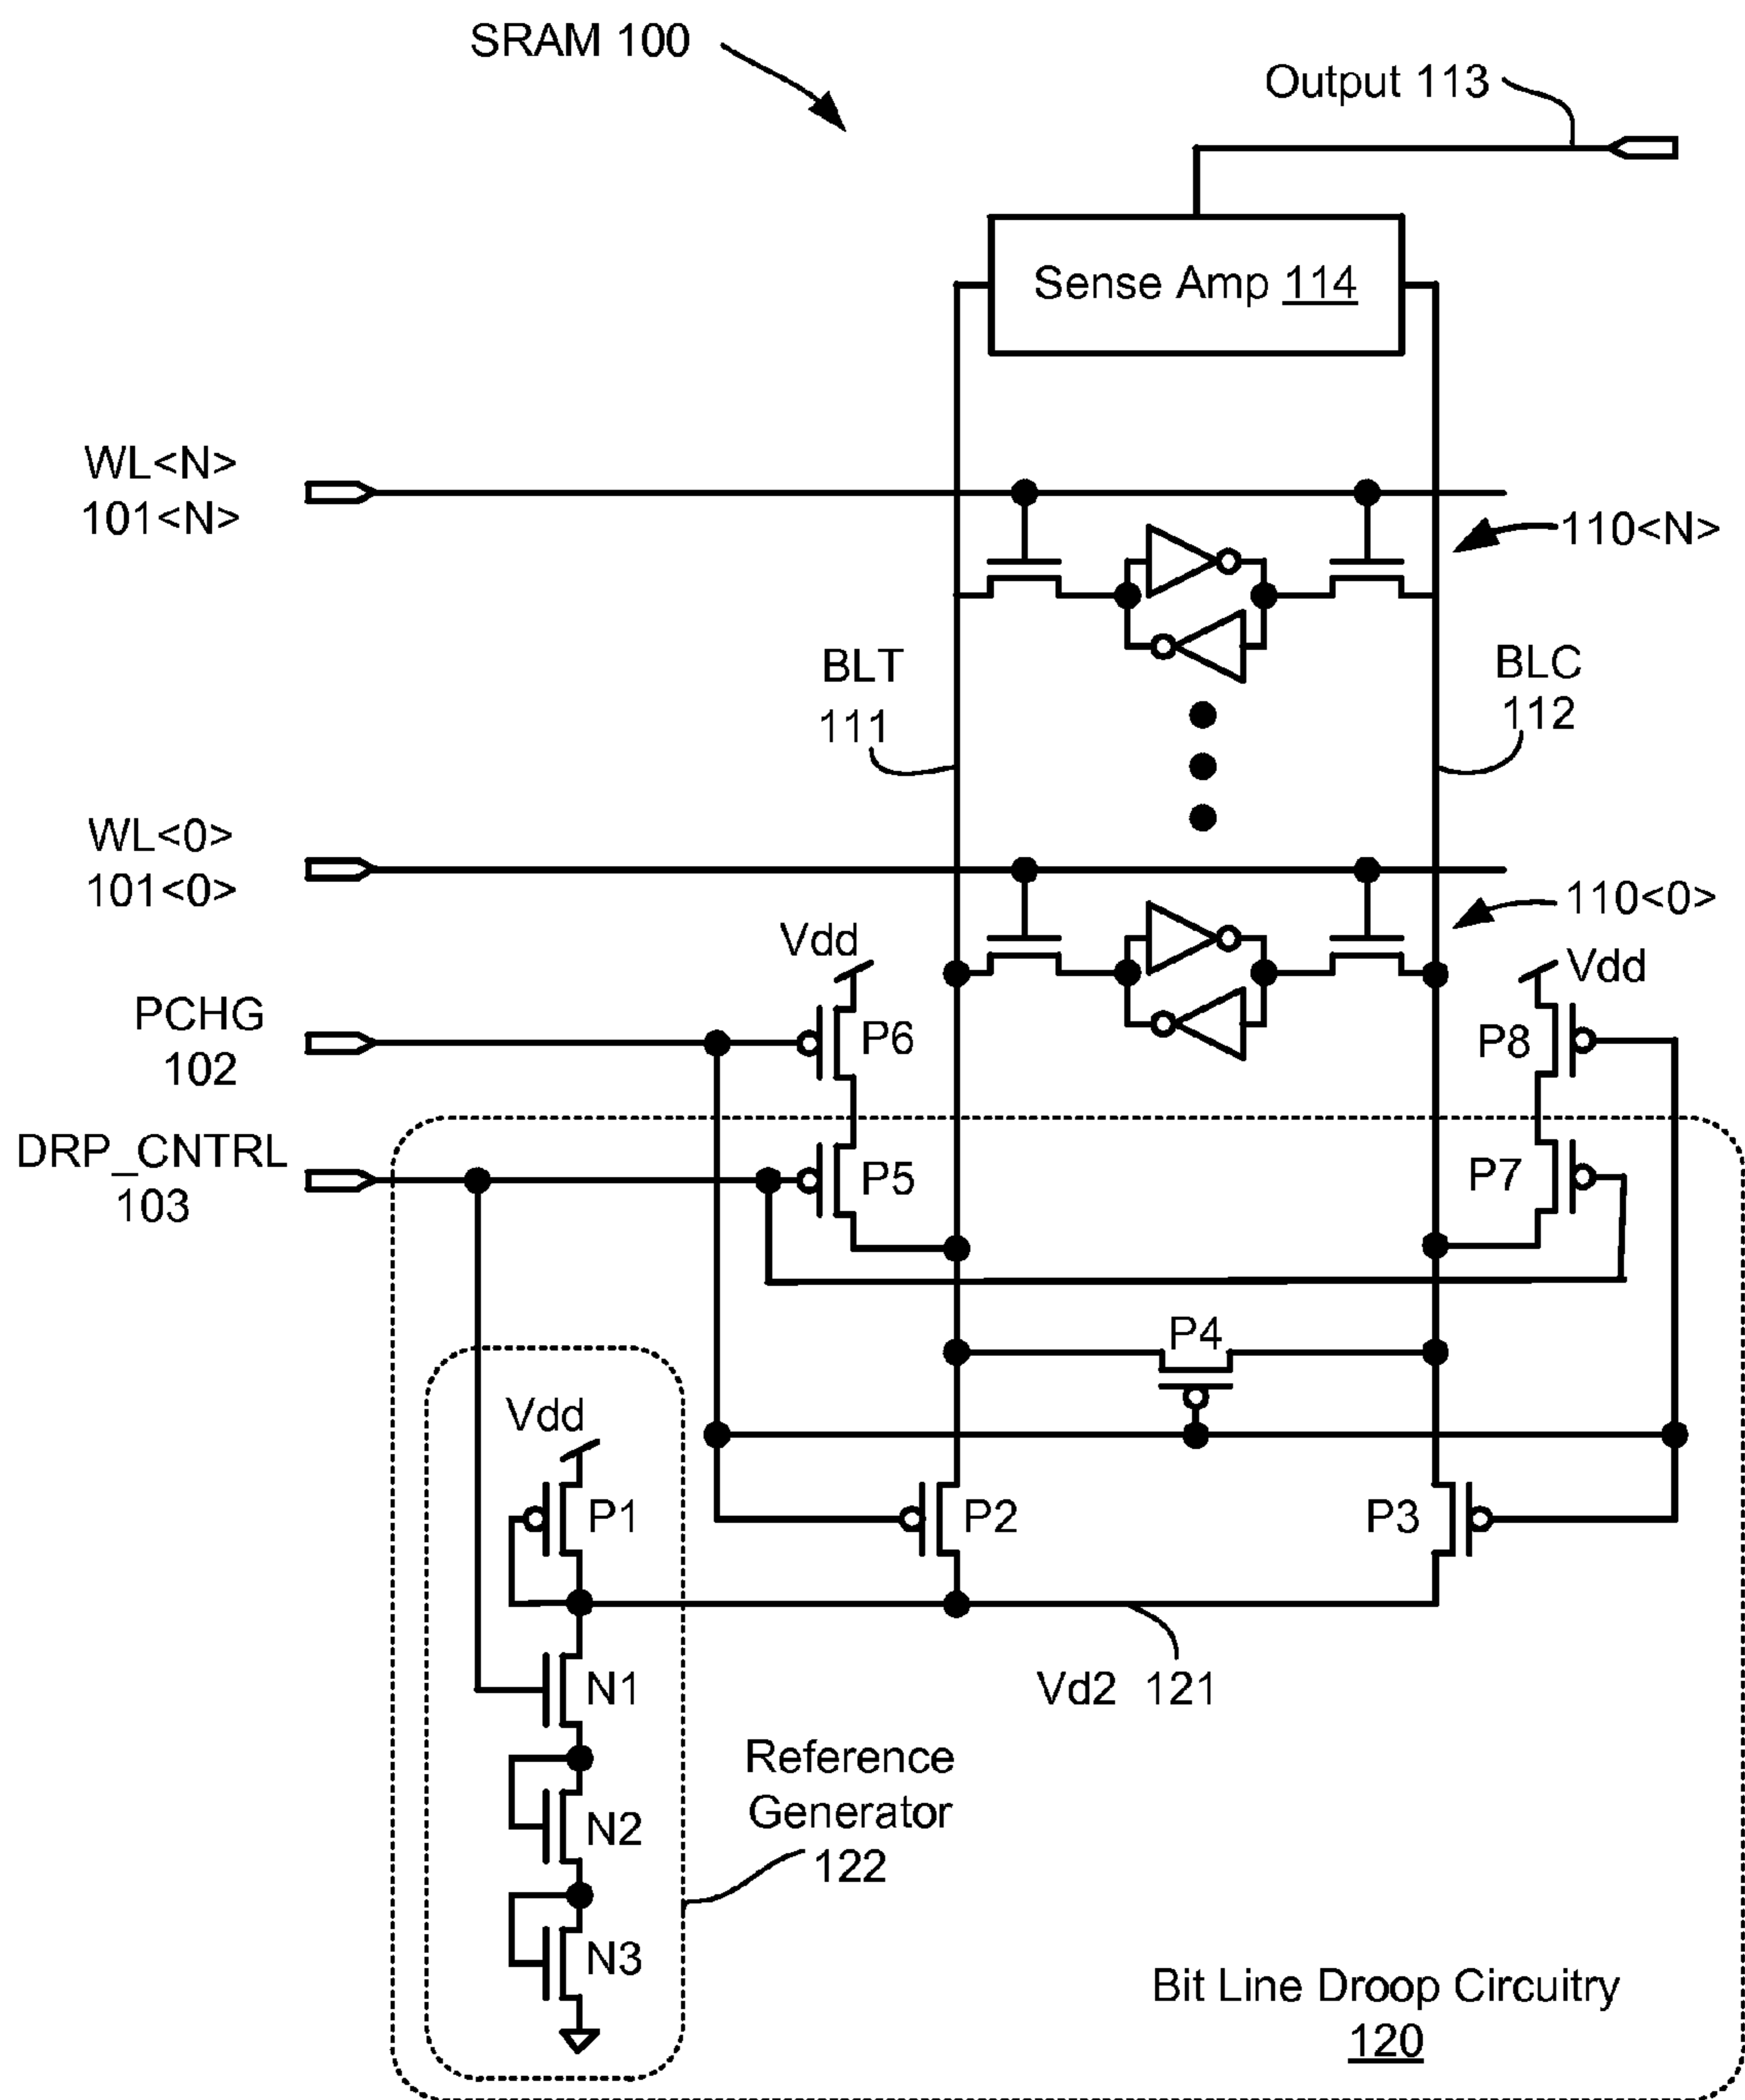 SRAM 100
Output 113
Sense Amp 114
WL<N>
101<N>
110<N>
BLT
111
BLC
112
WL<0>
101<0>
110<0>
Vdd
Vdd
PCHG
102
P6
P8
DRP_CNTRL
103
P5
P7
P4
Vdd
P1
P2
P3
N1
Vd2 121
Reference
Generator
122
N2
N3
Bit Line Droop Circuitry
120